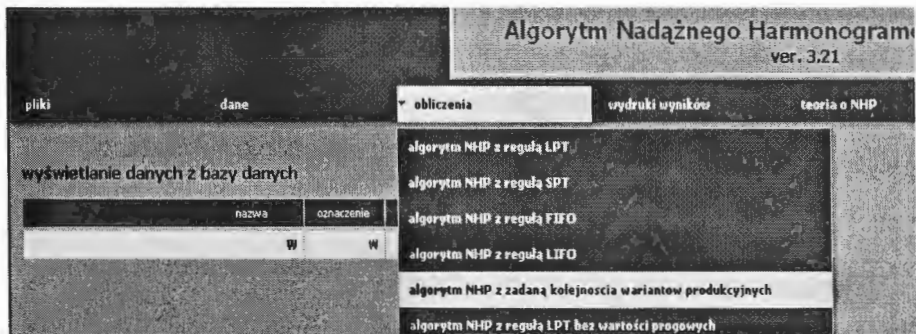 Algorytm Nadążnego Harmonogram
ver. 3.21
pliki dane obliczenia wydruki wyników teoria o NHP
algorytm NHP z regułą LPT
wyświetlanie danych z bazy danych
algorytm NHP z regułą SPT
nazwa oznaczenie
algorytm NHP z regułą FIFO
W W
algorytm NHP z regułą LIFO
algorytm NHP z zadaną kolejnoscia wariantow produkcyjnych
algorytm NHP z regułą LPT bez wartości progowych